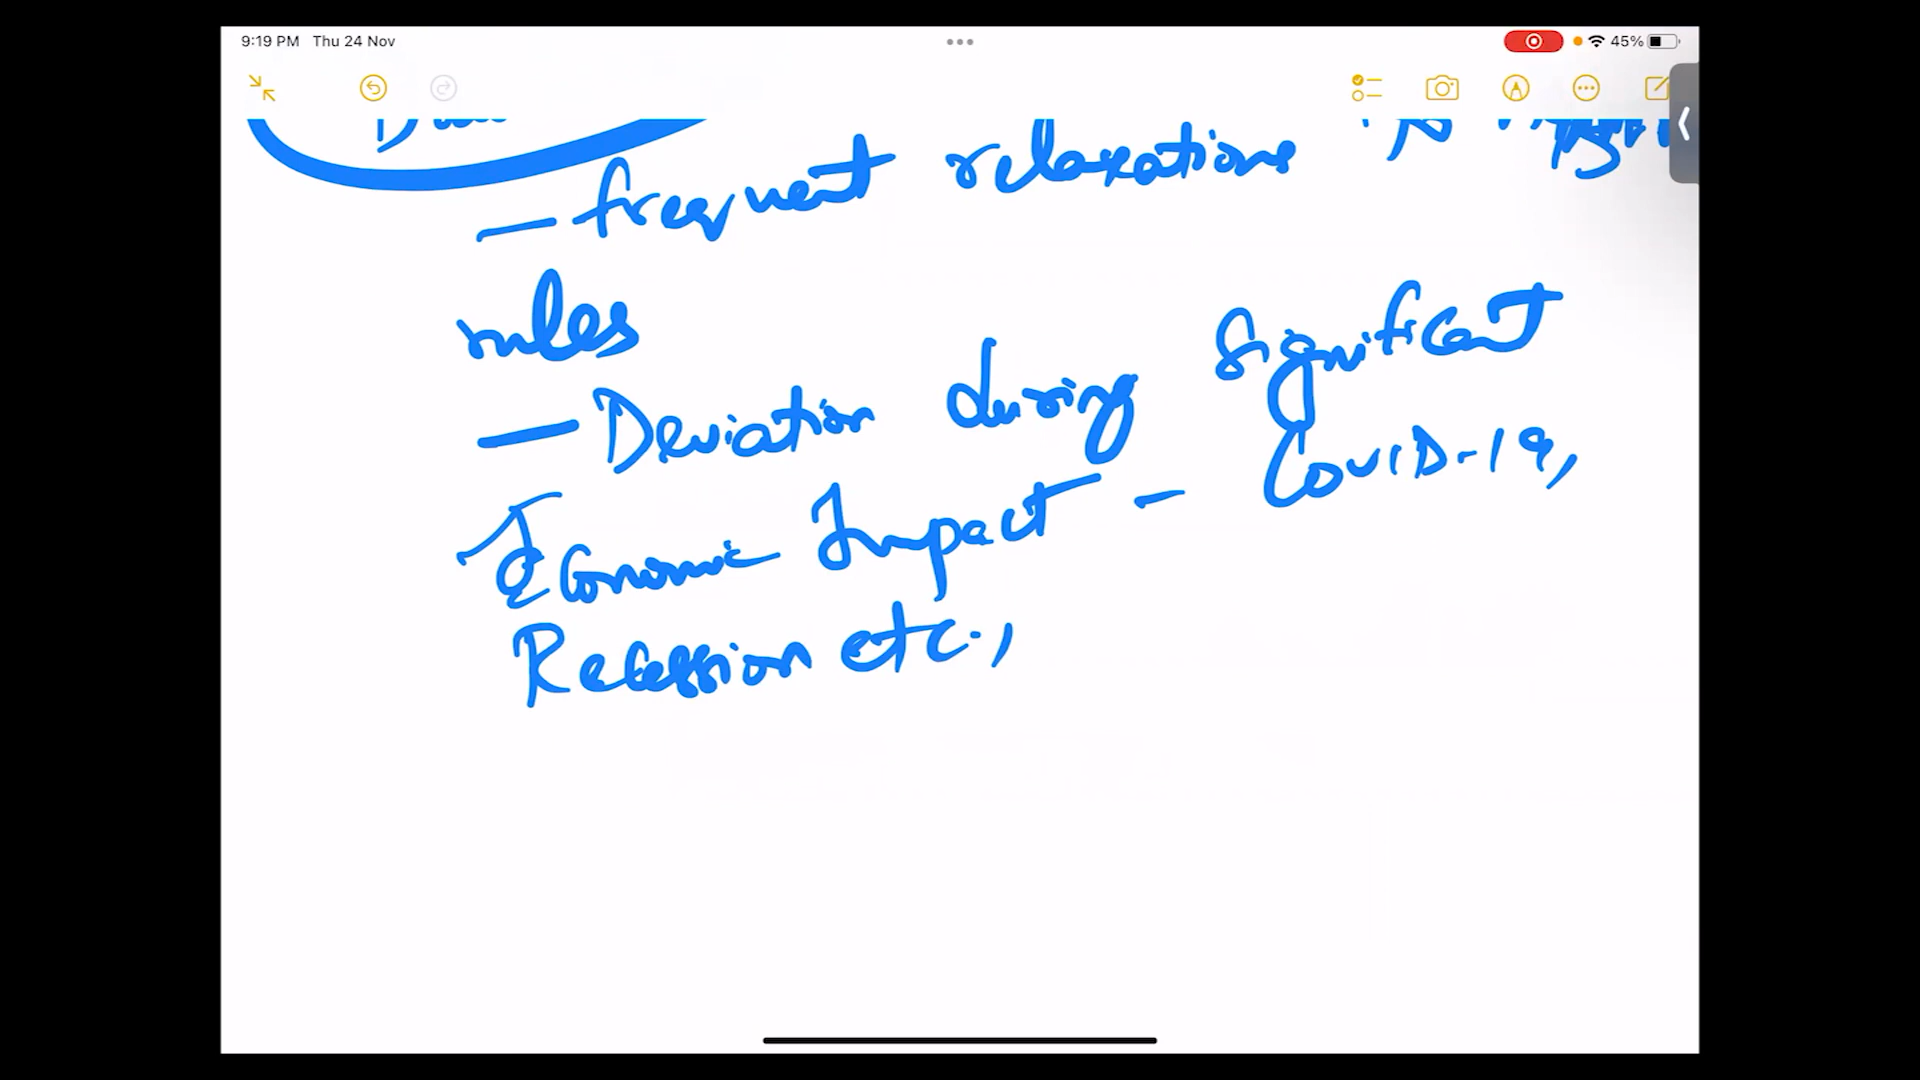 9:19 PM Thu 24 Nov
45%
- frequent relaxations
rules
- Deviation during significant
Economic Impact - COVID-19,
Recession etc.,